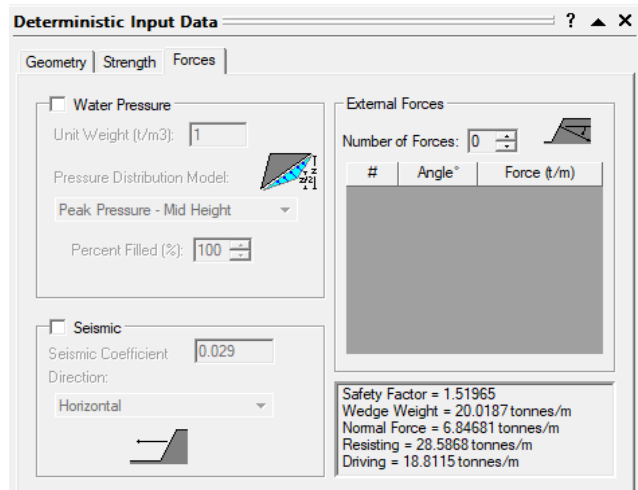 Deterministic Input Data ? ▲ ✕
Geometry Strength Forces
Water Pressure
Unit Weight (t/m3): 1
Pressure Distribution Model:
z
z/2
Peak Pressure - Mid Height
Percent Filled (%): 100
Seismic
Seismic Coefficient 0.029
Direction:
Horizontal
External Forces
Number of Forces: 0
# Angle° Force (t/m)
Safety Factor = 1.51965
Wedge Weight = 20.0187 tonnes/m
Normal Force = 6.84681 tonnes/m
Resisting = 28.5868 tonnes/m
Driving = 18.8115 tonnes/m